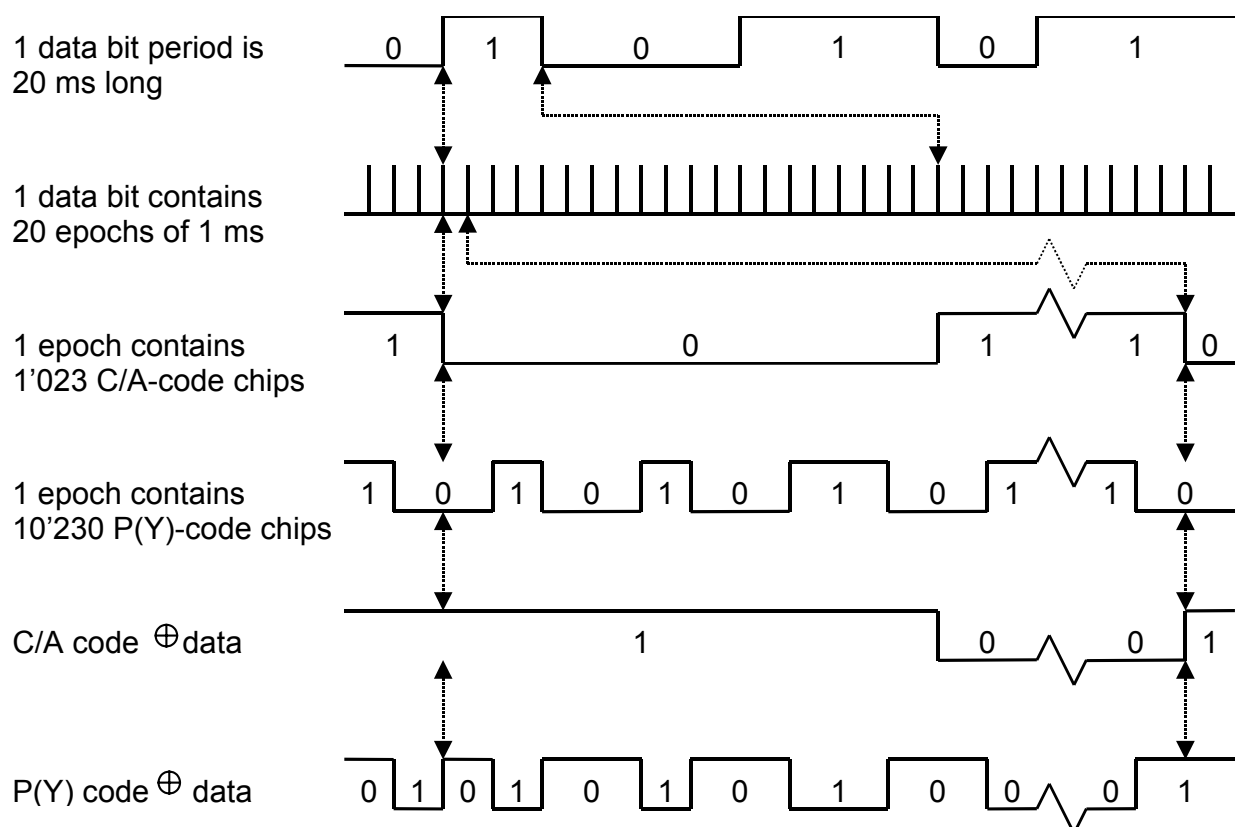 0 1 0 1 0 1
1 data bit period is
20 ms long
1 data bit contains
20 epochs of 1 ms
1 0 1 1 0
1 epoch contains
1'023 C/A-code chips
1 0 1 0 1 0 1 0 1 1 0
1 epoch contains
10'230 P(Y)-code chips
C/A code ⊕ data
1 0 0 1
P(Y) code ⊕ data
0 1 0 1 0 1 0 1 0 0 0 1